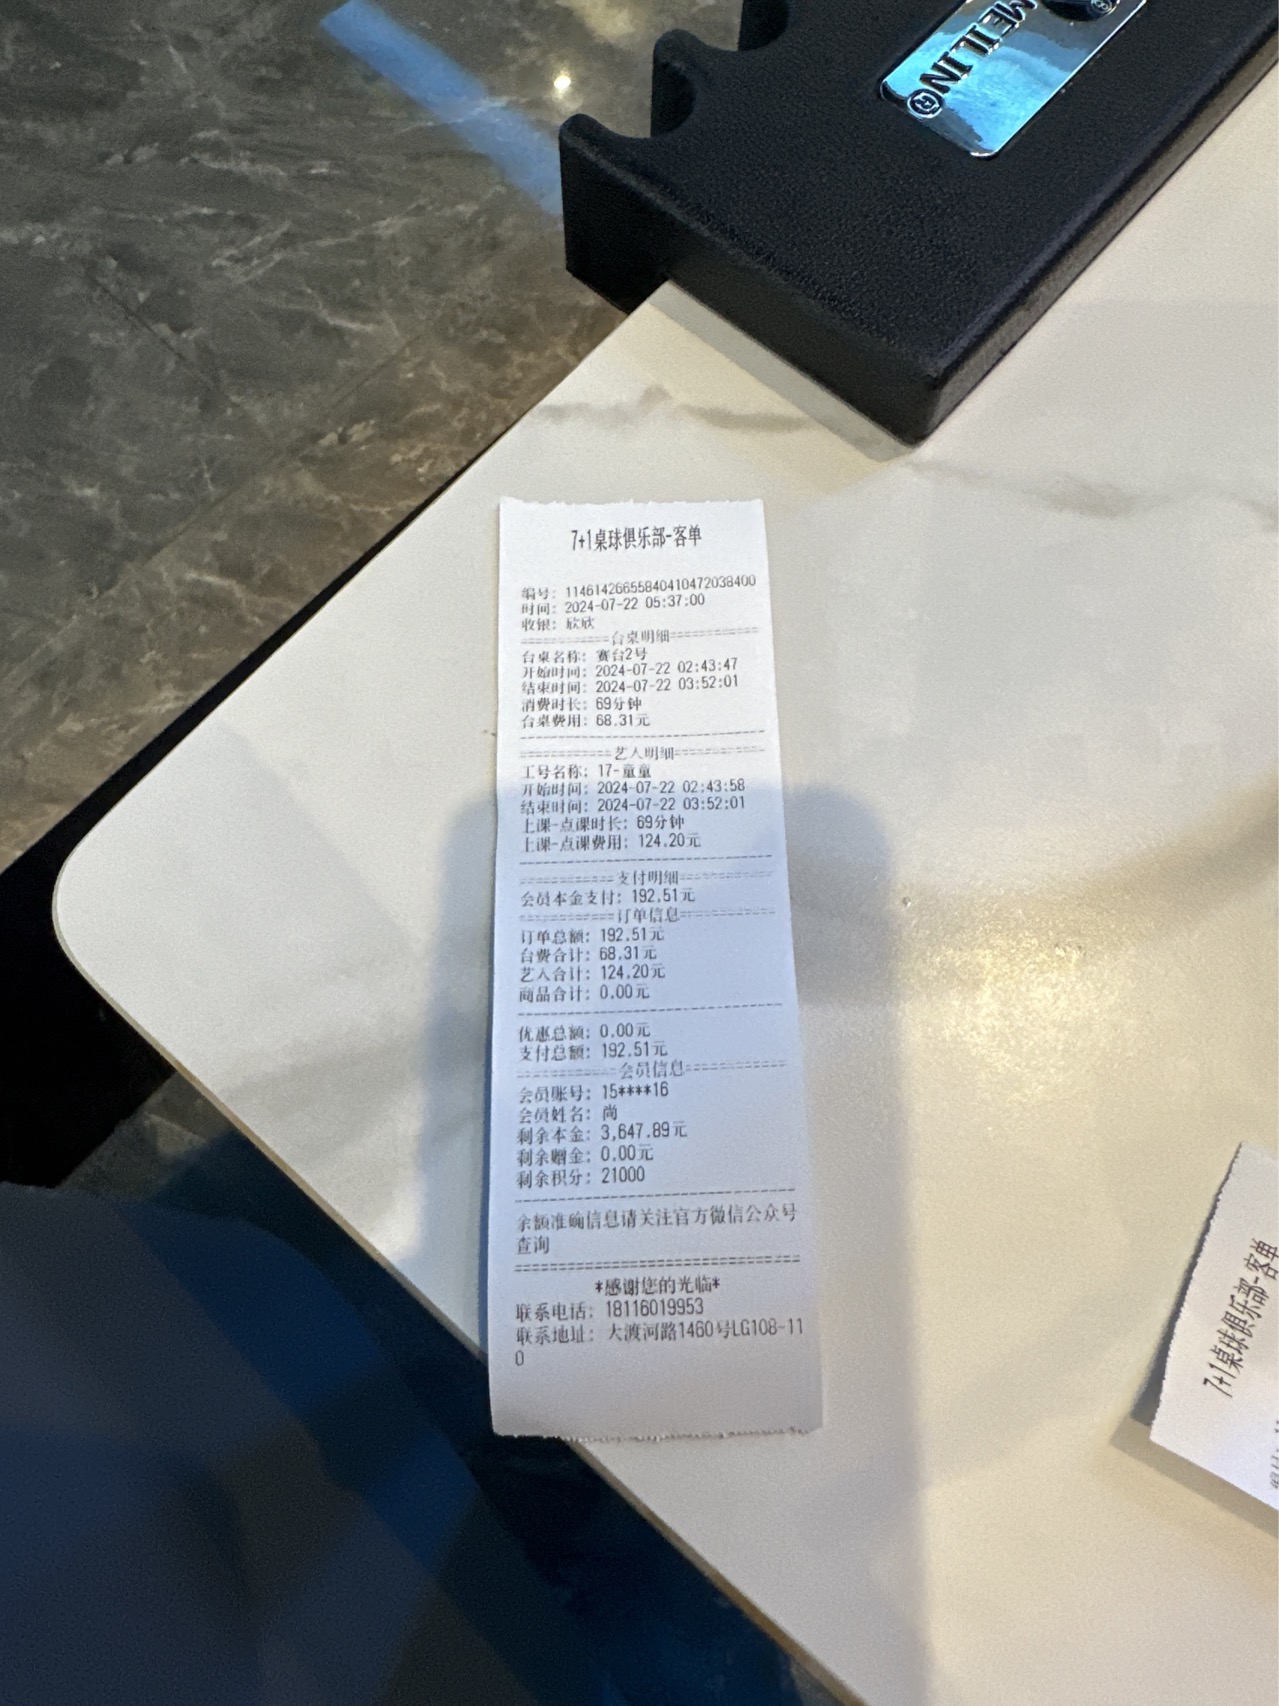 MEILIN®
7+1桌球俱乐部-客单
编号: 11461426655840410472038400
时间: 2024-07-22 05:37:00
收银: 欣欣
==========台桌明细==========
台桌名称: 赛台2号
开始时间: 2024-07-22 02:43:47
结束时间: 2024-07-22 03:52:01
消费时长: 69分钟
台桌费用: 68.31元
==========艺人明细==========
工号名称: 17-童童
开始时间: 2024-07-22 02:43:58
结束时间: 2024-07-22 03:52:01
上课-点课时长: 69分钟
上课-点课费用: 124.20元
==========支付明细==========
会员本金支付: 192.51元
==========订单信息==========
订单总额: 192.51元
台费合计: 68.31元
艺人合计: 124.20元
商品合计: 0.00元
优惠总额: 0.00元
支付总额: 192.51元
==========会员信息==========
会员账号: 15****16
会员姓名: 尚
剩余本金: 3,647.89元
剩余赠金: 0.00元
剩余积分: 21000
余额准确信息请关注官方微信公众号
查询
*感谢您的光临*
联系电话: 18116019953
联系地址: 大渡河路1460号LG108-11
0
7+1桌球俱乐部-客单